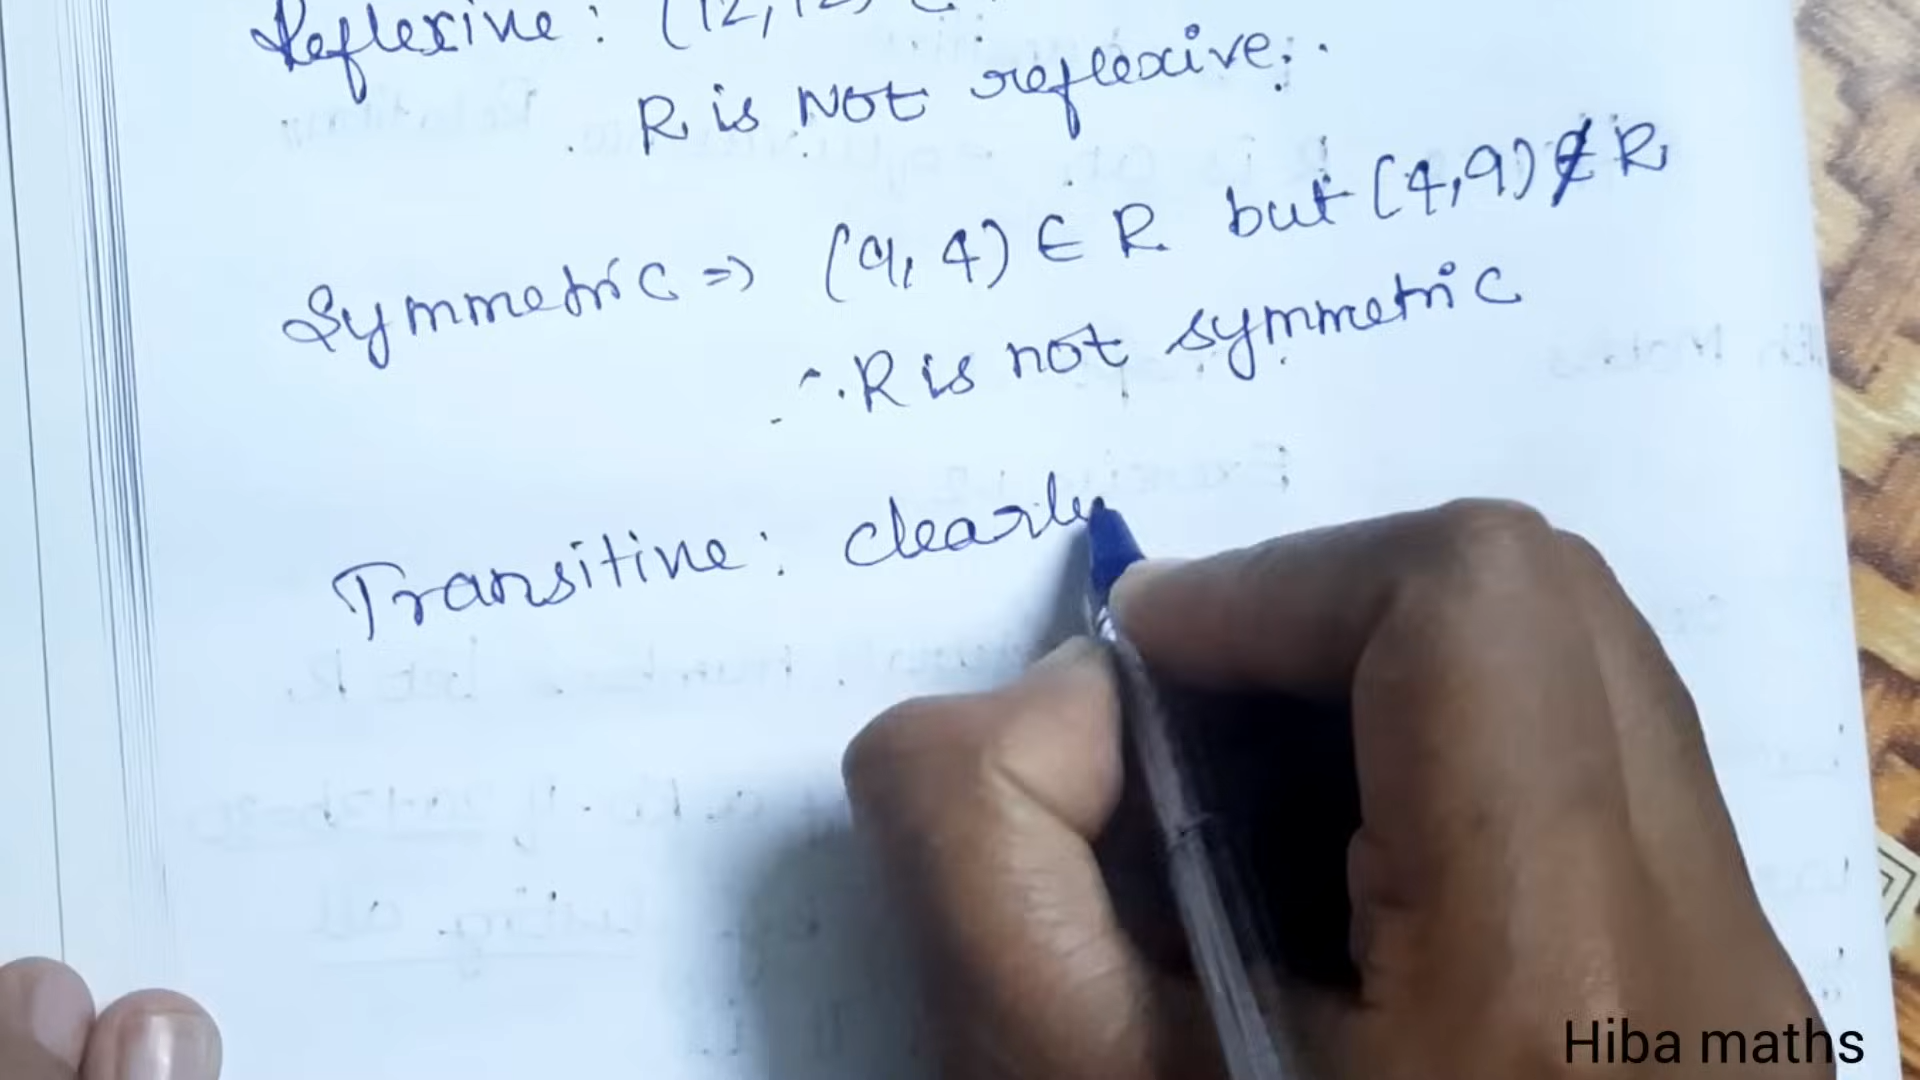 Reflexive: (12,12)
R is NOT reflexive.
Symmetric => (9,4) ∈ R but (4,9) ∉ R
∴ R is not symmetric
Transitive: clearly
Hiba maths